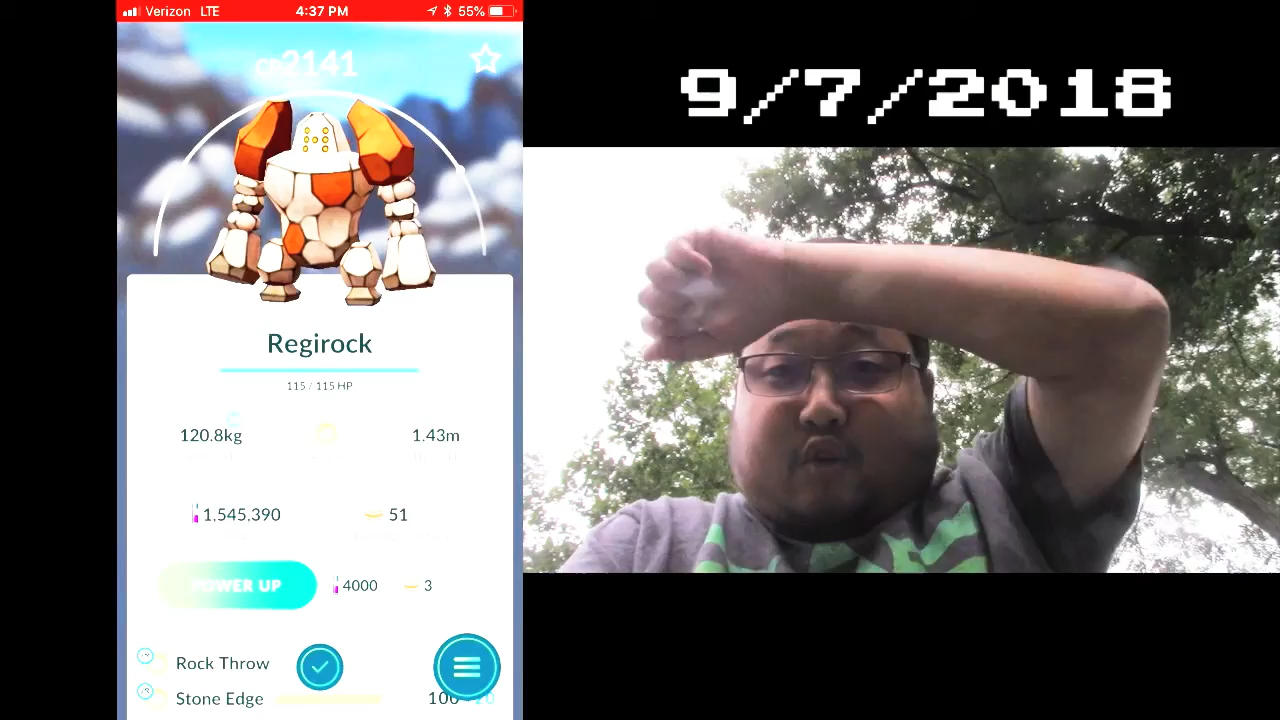 Verizon LTE 4:37 PM 55%
CP2141
9/7/2018
Regirock
115 / 115 HP
120.8kg 1.43m
1,545,390 51
POWER UP 4000 3
Rock Throw
Stone Edge 100